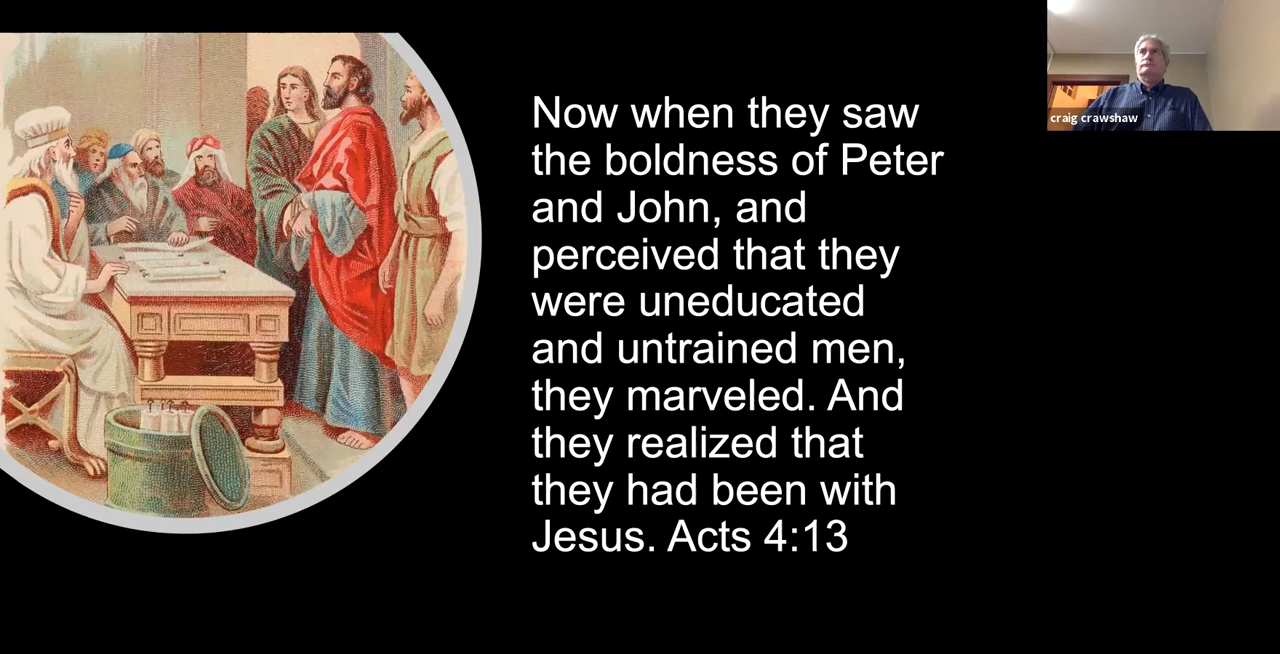 Now when they saw
the boldness of Peter
and John, and
perceived that they
were uneducated
and untrained men,
they marveled. And
they realized that
they had been with
Jesus. Acts 4:13
craig crawshaw